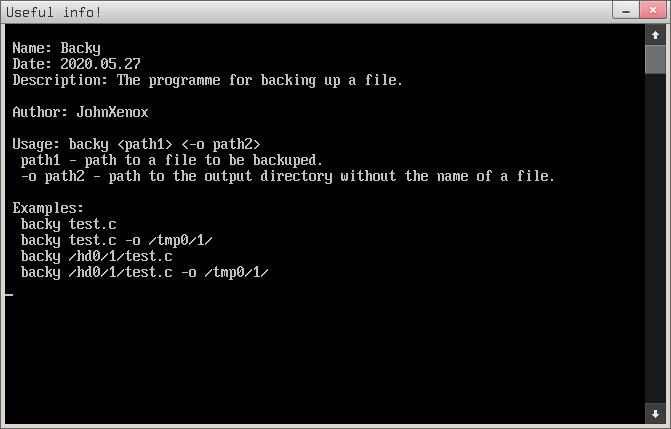 Useful info!
Name: Backy
Date: 2020.05.27
Description: The programme for backing up a file.
Author: JohnXenox
Usage: backy <path1> <-o path2>
path1 - path to a file to be backuped.
-o path2 - path to the output directory without the name of a file.
Examples:
backy test.c
backy test.c -o /tmp0/1/
backy /hd0/1/test.c
backy /hd0/1/test.c -o /tmp0/1/